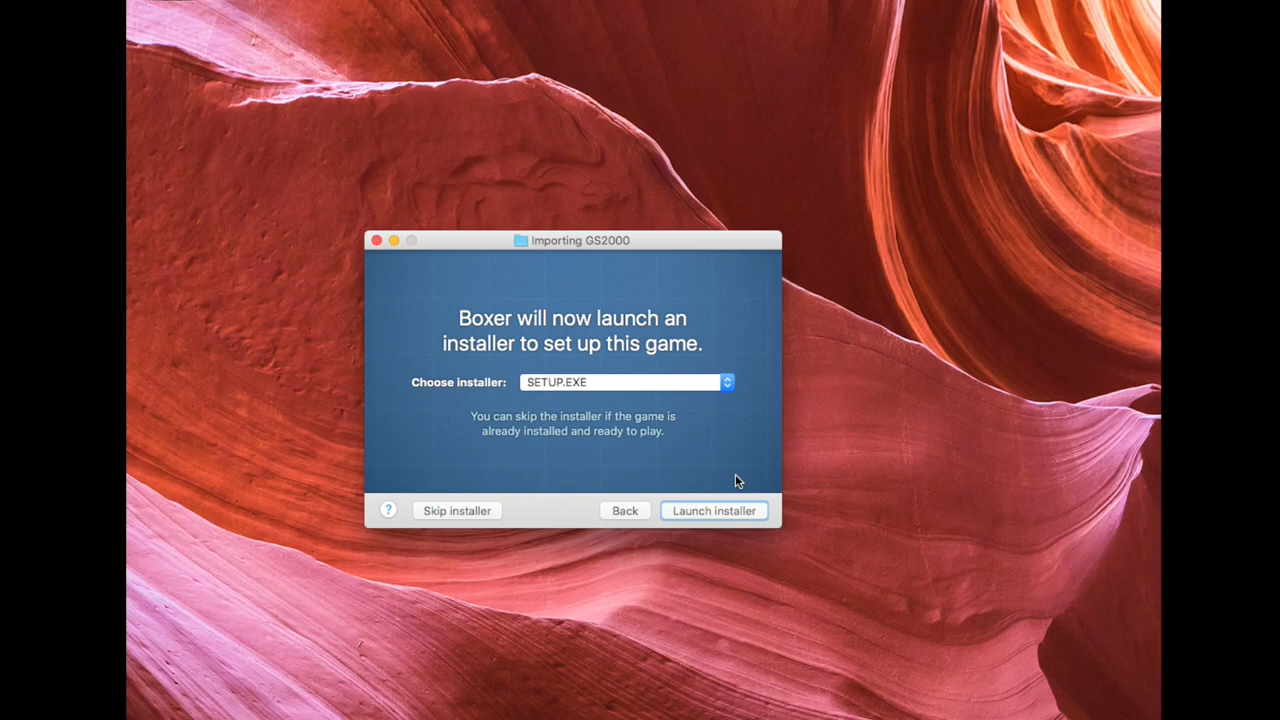 Importing GS2000
Boxer will now launch an
installer to set up this game.
Choose installer: SETUP.EXE
You can skip the installer if the game is
already installed and ready to play.
? Skip installer Back Launch installer